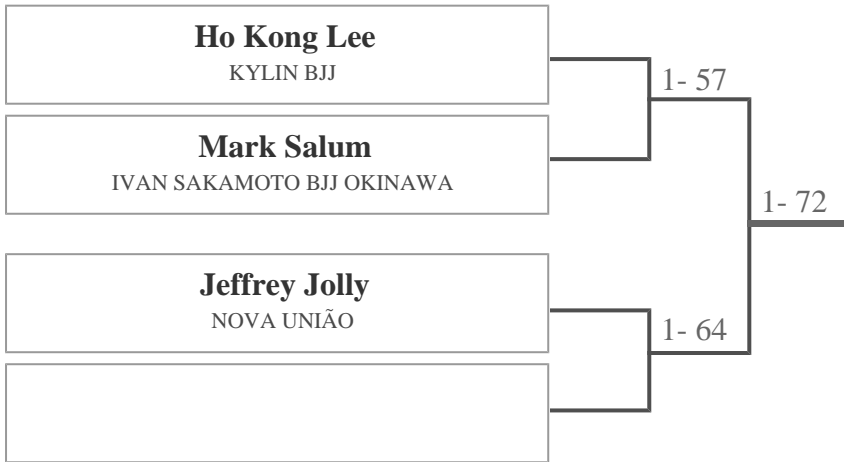 Ho Kong Lee
KYLIN BJJ
1- 57
Mark Salum
IVAN SAKAMOTO BJJ OKINAWA
1- 72
Jeffrey Jolly
NOVA UNIÃO
1- 64